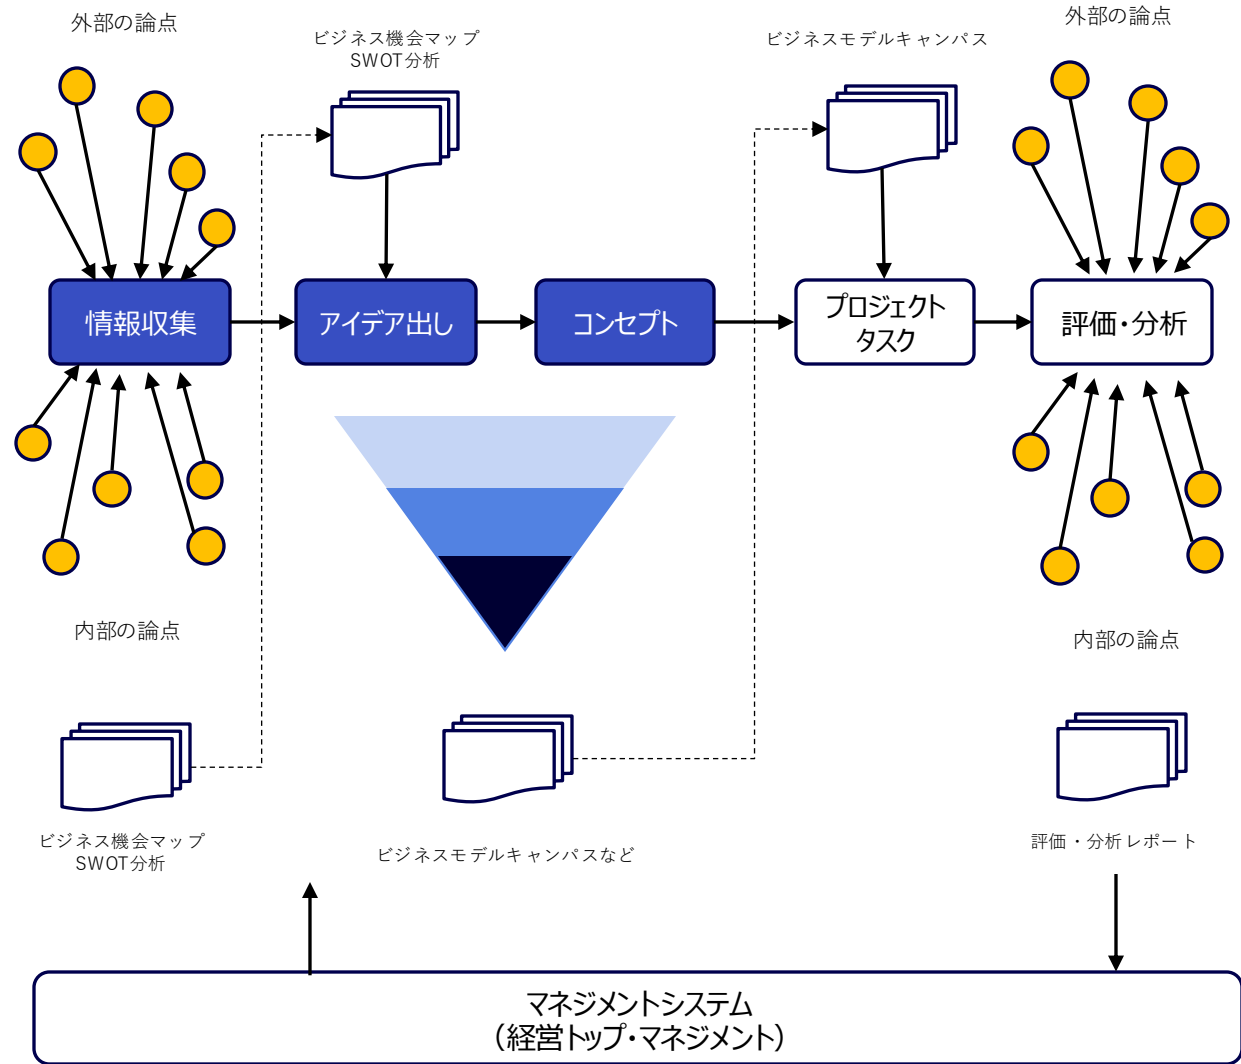 外部の論点
ビジネス機会マップ
SWOT分析
ビジネスモデルキャンパス
外部の論点
情報収集
アイデア出し
コンセプト
プロジェクト
タスク
評価・分析
内部の論点
内部の論点
ビジネス機会マップ
SWOT分析
ビジネスモデルキャンパスなど
評価・分析レポート
マネジメントシステム
（経営トップ・マネジメント）